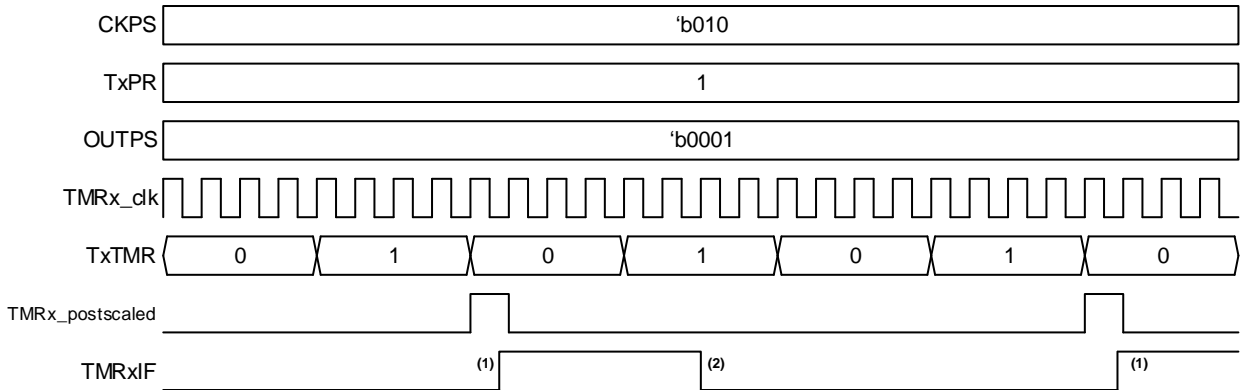 CKPS ‘b010
TxPR 1
OUTPS ‘b0001
TMRx_clk
TxTMR 0 1 0 1 0 1 0
TMRx_postscaled
TMRxIF (1) (2) (1)